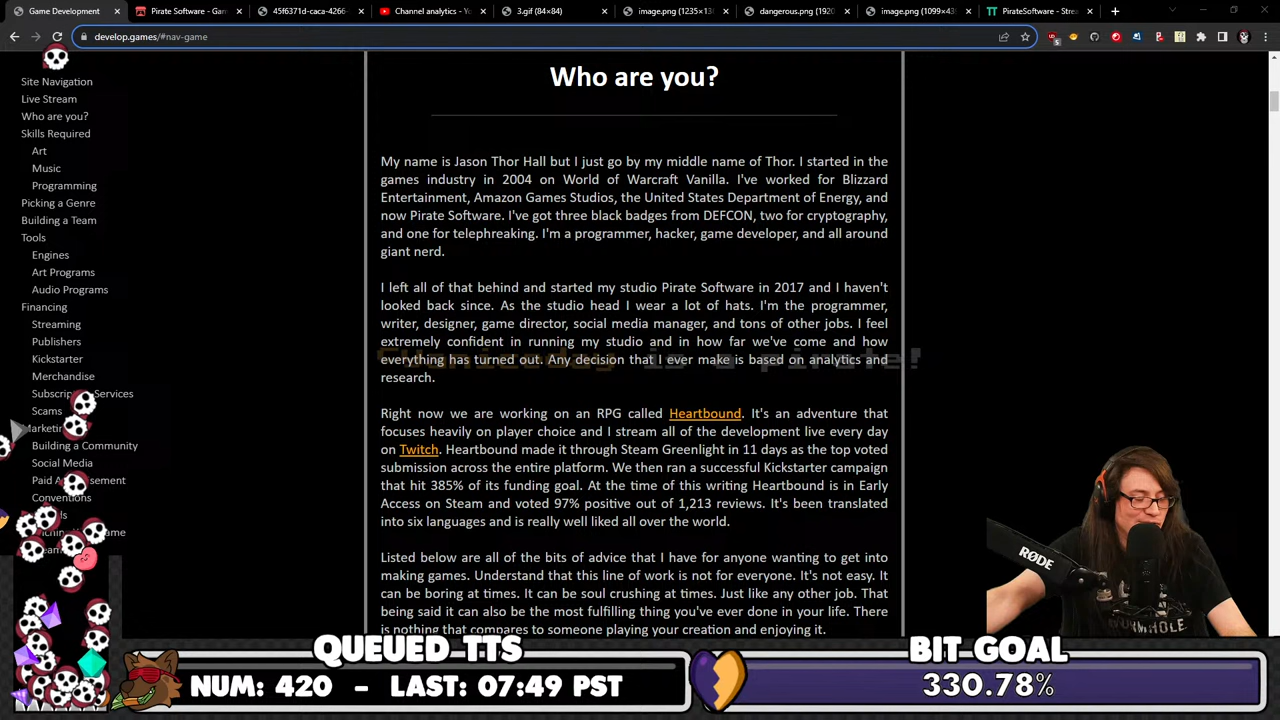 Game Development
Pirate Software - Gam
45f6371d-caca-4266-
Channel analytics - Yo
3.gif (84×84)
image.png (1235×13
dangerous.png (1920
image.png (1099×43
PirateSoftware - Stre
develop.games/#nav-game
Site Navigation
Live Stream
Who are you?
Skills Required
Art
Music
Programming
Picking a Genre
Building a Team
Tools
Engines
Art Programs
Audio Programs
Financing
Streaming
Publishers
Kickstarter
Merchandise
Services
Scams
Building a Community
Social Media
Conventions
Who are you?
My name is Jason Thor Hall but I just go by my middle name of Thor. I started in the
games industry in 2004 on World of Warcraft Vanilla. I've worked for Blizzard
Entertainment, Amazon Games Studios, the United States Department of Energy, and
now Pirate Software. I've got three black badges from DEFCON, two for cryptography,
and one for telephreaking. I'm a programmer, hacker, game developer, and all around
giant nerd.
I left all of that behind and started my studio Pirate Software in 2017 and I haven't
looked back since. As the studio head I wear a lot of hats. I'm the programmer,
writer, designer, game director, social media manager, and tons of other jobs. I feel
extremely confident in running my studio and in how far we've come and how
everything has turned out. Any decision that I ever make is based on analytics and
research.
is a pirate!
Right now we are working on an RPG called Heartbound. It's an adventure that
focuses heavily on player choice and I stream all of the development live every day
on Twitch. Heartbound made it through Steam Greenlight in 11 days as the top voted
submission across the entire platform. We then ran a successful Kickstarter campaign
that hit 385% of its funding goal. At the time of this writing Heartbound is in Early
Access on Steam and voted 97% positive out of 1,213 reviews. It's been translated
into six languages and is really well liked all over the world.
Listed below are all of the bits of advice that I have for anyone wanting to get into
making games. Understand that this line of work is not for everyone. It's not easy. It
can be boring at times. It can be soul crushing at times. Just like any other job. That
being said it can also be the most fulfilling thing you've ever done in your life. There
is nothing that compares to someone playing your creation and enjoying it.
RØDE
QUEUED TTS
NUM: 420 - LAST: 07:49 PST
BIT GOAL
330.78%